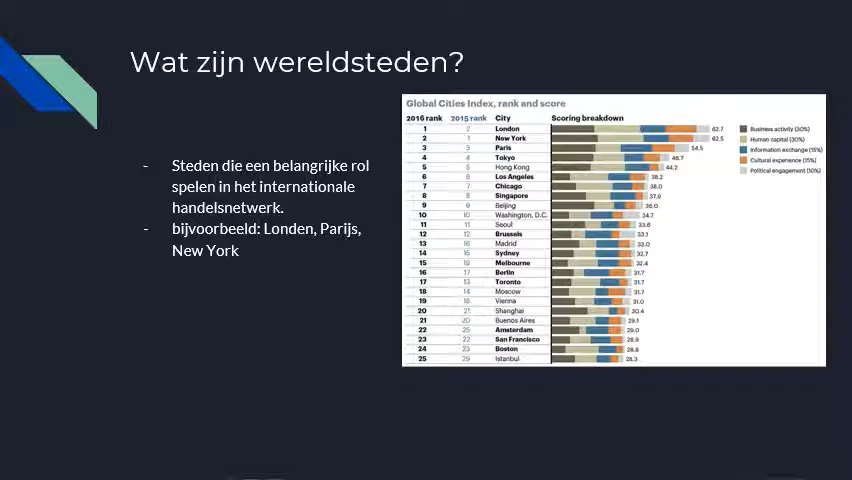 Wat zijn wereldsteden?
- Steden die een belangrijke rol
spelen in het internationale
handelsnetwerk.
- bijvoorbeeld: Londen, Parijs,
New York
Global Cities Index, rank and score
2016 rank 2015 rank City Scoring breakdown
1 2 London 62.7
2 1 New York 62.5
3 3 Paris 54.5
4 4 Tokyo 46.7
5 5 Hong Kong 44.2
6 6 Los Angeles 38.2
7 7 Chicago 38.0
8 8 Singapore 37.9
9 9 Beijing 36.0
10 10 Washington, D.C. 34.7
11 11 Seoul 33.6
12 12 Brussels 33.1
13 16 Madrid 33.0
14 15 Sydney 32.7
15 19 Melbourne 32.4
16 17 Berlin 31.7
17 13 Toronto 31.7
18 14 Moscow 31.7
19 18 Vienna 31.0
20 21 Shanghai 30.4
21 20 Buenos Aires 29.1
22 25 Amsterdam 29.0
23 22 San Francisco 28.9
24 23 Boston 28.8
25 29 Istanbul 28.3
Business activity (30%)
Human capital (30%)
Information exchange (15%)
Cultural experience (15%)
Political engagement (10%)